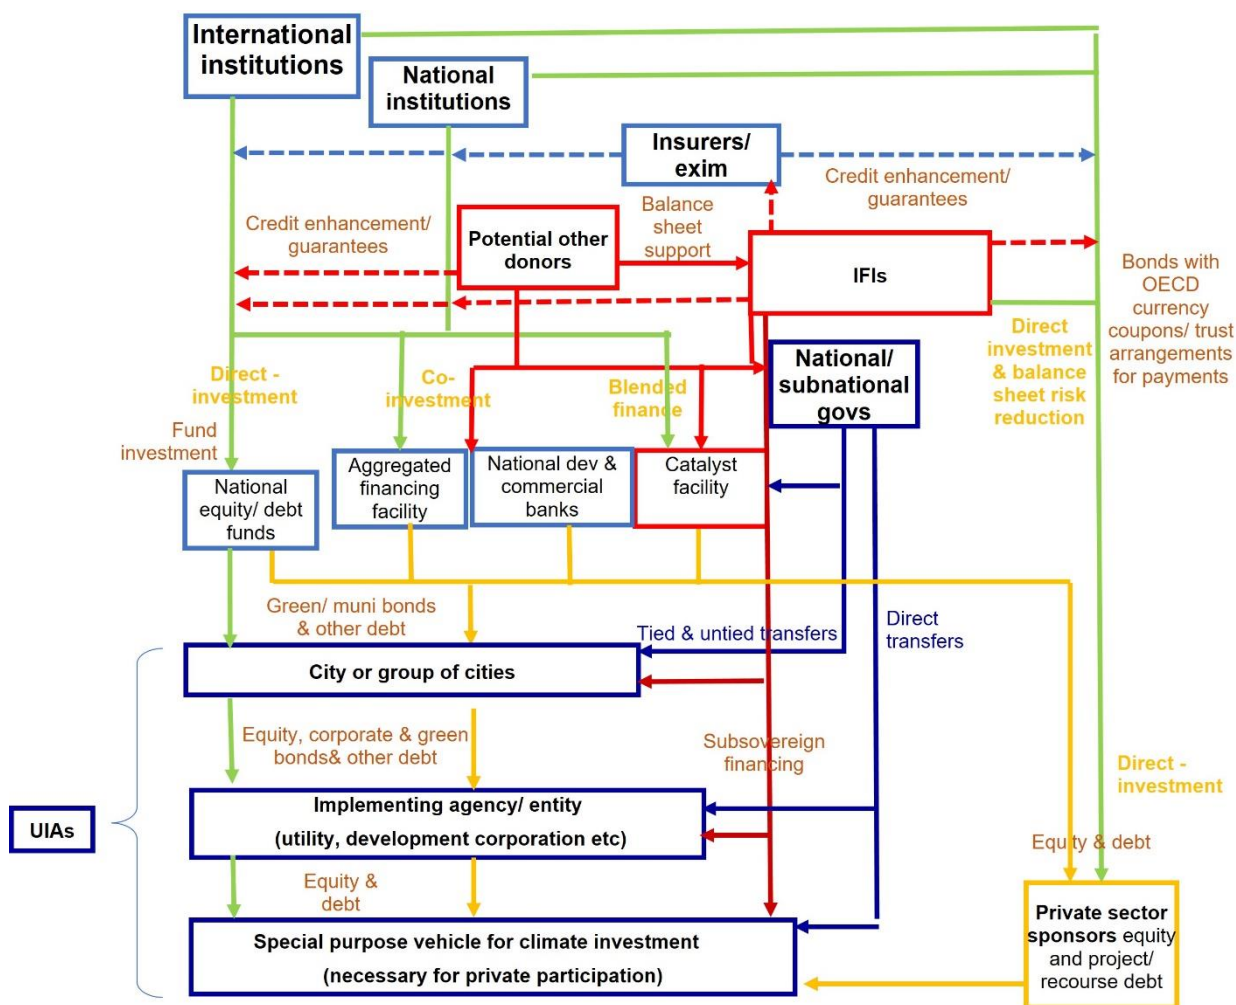 International
institutions
National
institutions
Insurers/
exim
Credit enhancement/
guarantees
Balance
sheet
support
Credit enhancement/
guarantees
Potential other
donors
IFIs
Bonds with
OECD
currency
coupons/ trust
arrangements
for payments
Direct
investment
& balance
sheet risk
reduction
National/
subnational
govs
Direct -
investment
Co-
investment
Blended
finance
Fund
investment
National
equity/ debt
funds
Aggregated
financing
facility
National dev &
commercial
banks
Catalyst
facility
Green/ muni bonds
& other debt
Tied & untied transfers
Direct
transfers
City or group of cities
Equity, corporate & green
bonds& other debt
Subsovereign
financing
Direct -
investment
UIAs
Implementing agency/ entity
(utility, development corporation etc)
Equity & debt
Equity &
debt
Special purpose vehicle for climate investment
(necessary for private participation)
Private sector
sponsors equity
and project/
recourse debt